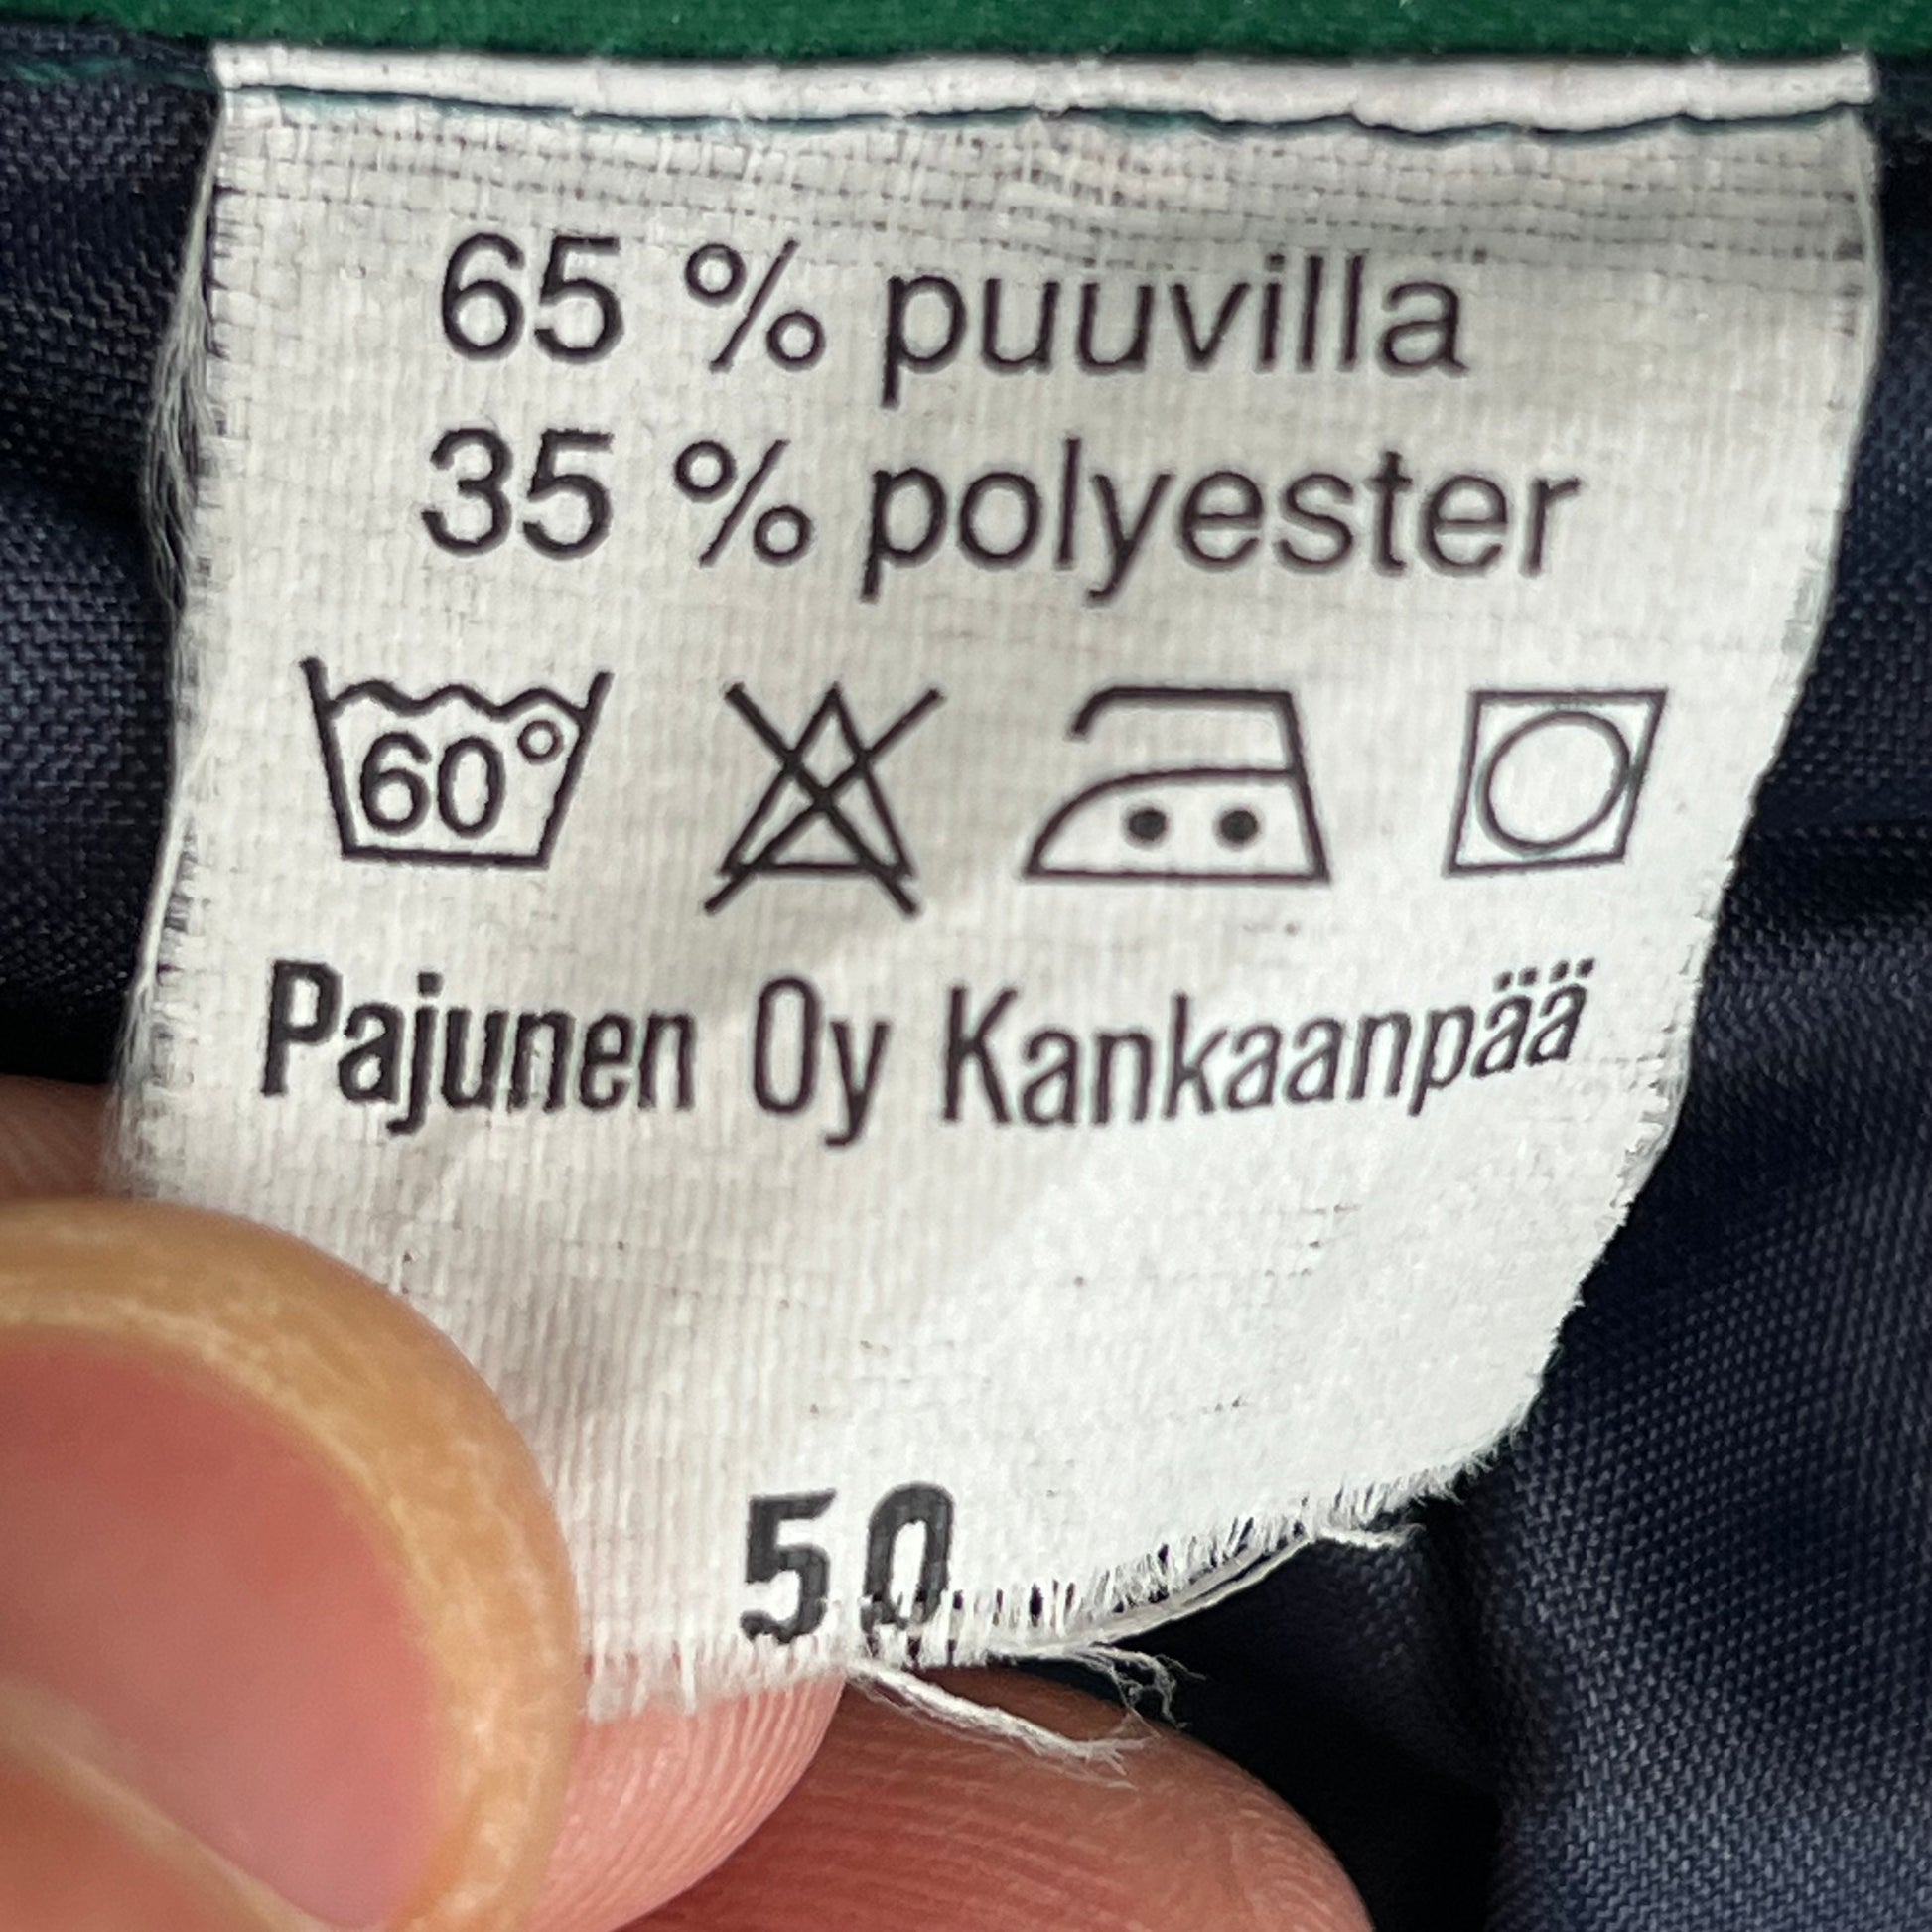 65 % puuvilla
35 % polyester
60°
Pajunen Oy Kankaanpää
50